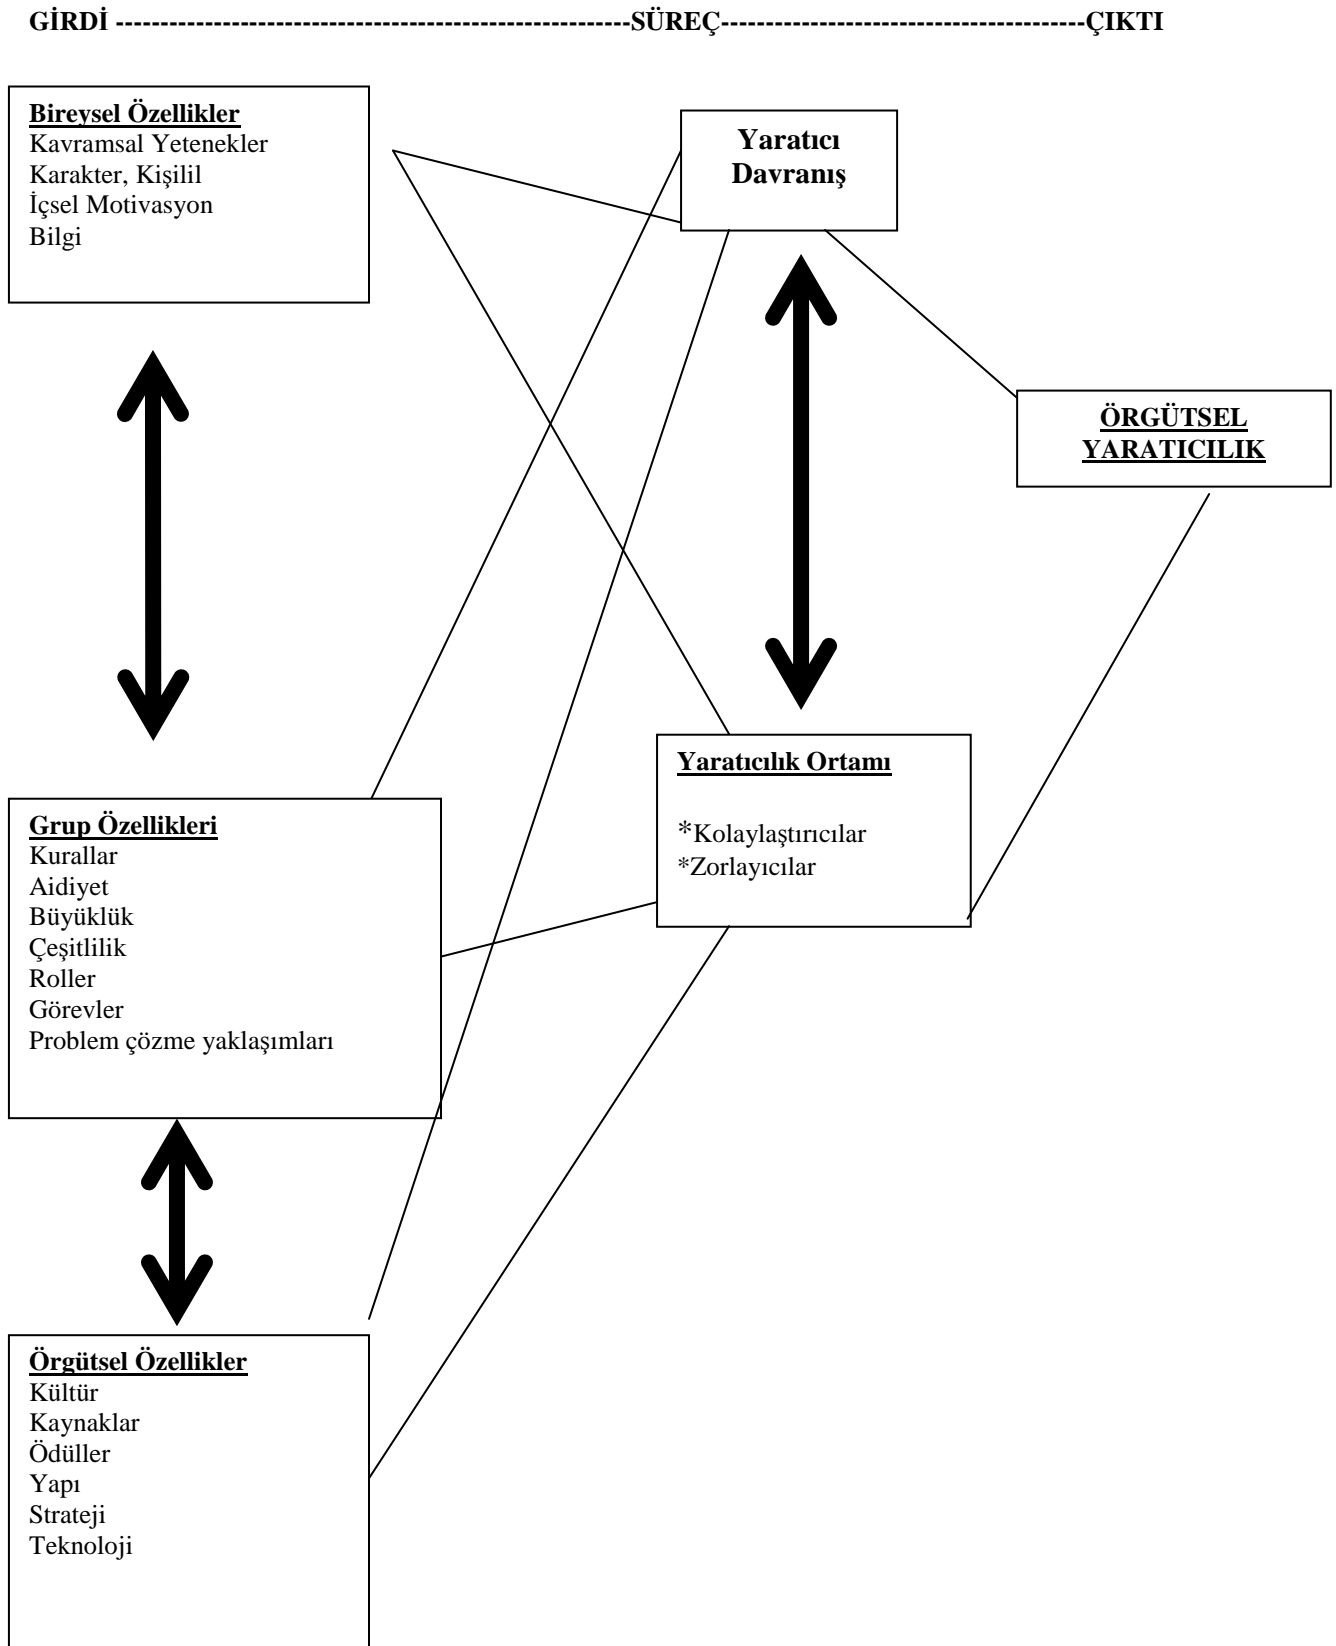 GİRDİ ----------------------------------------------------------SÜREÇ-----------------------------------------ÇIKTI
Bireysel Özellikler
Kavramsal Yetenekler
Karakter, Kişilil
İçsel Motivasyon
Bilgi
Yaratıcı
Davranış
ÖRGÜTSEL
YARATICILIK
Yaratıcılık Ortamı
*Kolaylaştırıcılar
*Zorlayıcılar
Grup Özellikleri
Kurallar
Aidiyet
Büyüklük
Çeşitlilik
Roller
Görevler
Problem çözme yaklaşımları
Örgütsel Özellikler
Kültür
Kaynaklar
Ödüller
Yapı
Strateji
Teknoloji